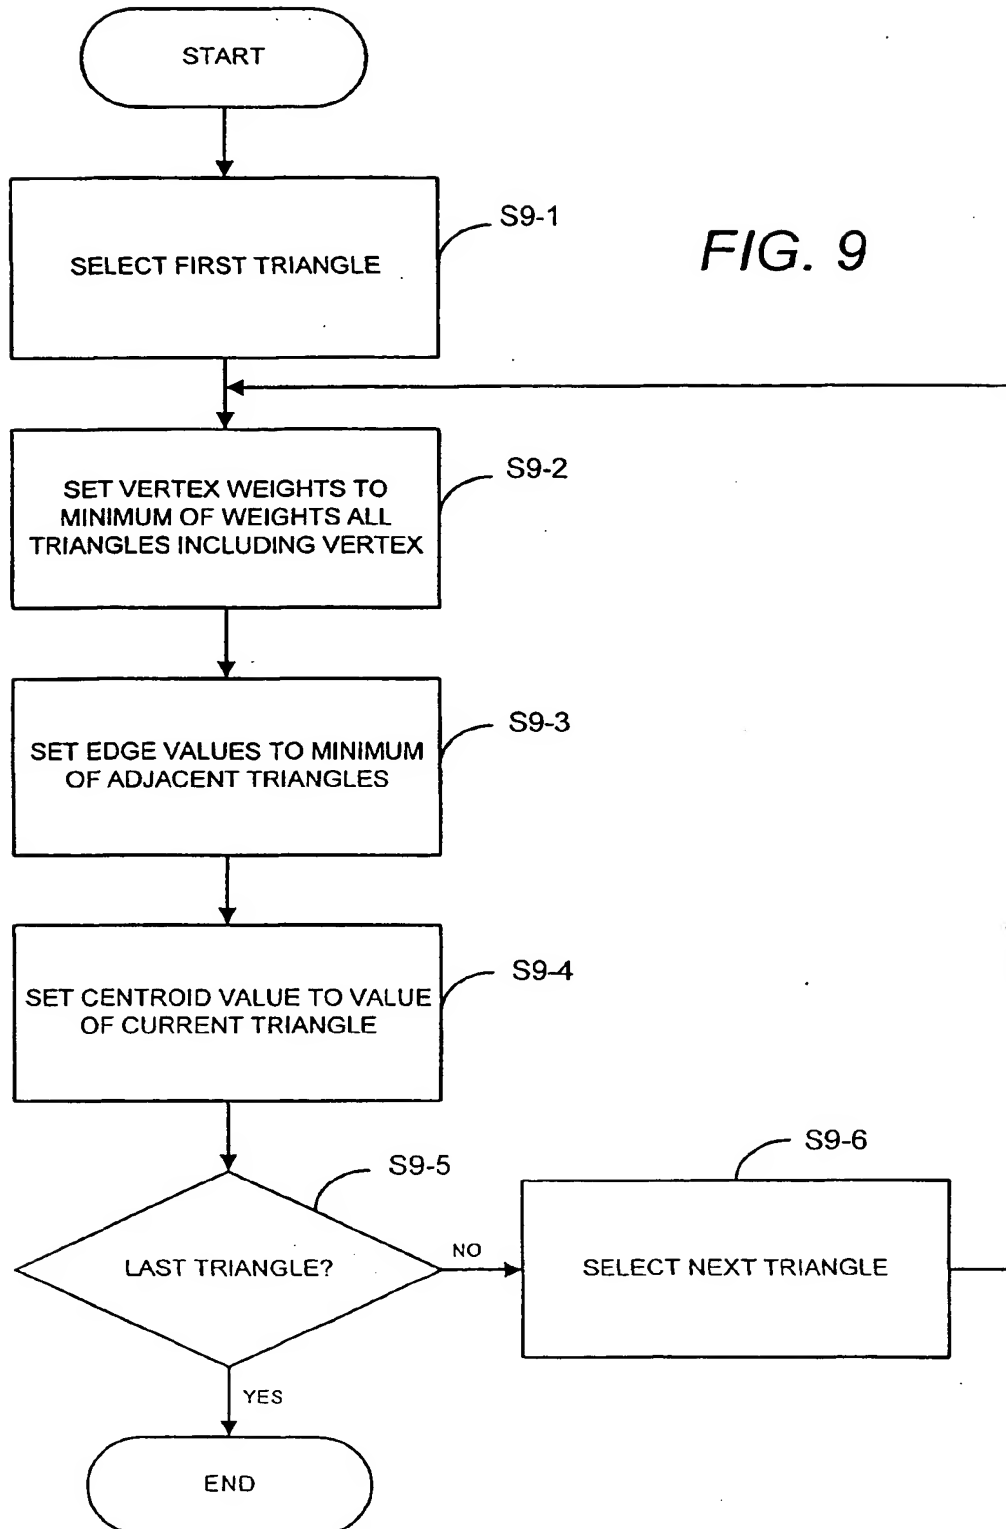 START
S9-1
FIG. 9
SELECT FIRST TRIANGLE
S9-2
SET VERTEX WEIGHTS TO
MINIMUM OF WEIGHTS ALL
TRIANGLES INCLUDING VERTEX
S9-3
SET EDGE VALUES TO MINIMUM
OF ADJACENT TRIANGLES
S9-4
SET CENTROID VALUE TO VALUE
OF CURRENT TRIANGLE
S9-5
LAST TRIANGLE?
NO
S9-6
SELECT NEXT TRIANGLE
YES
END